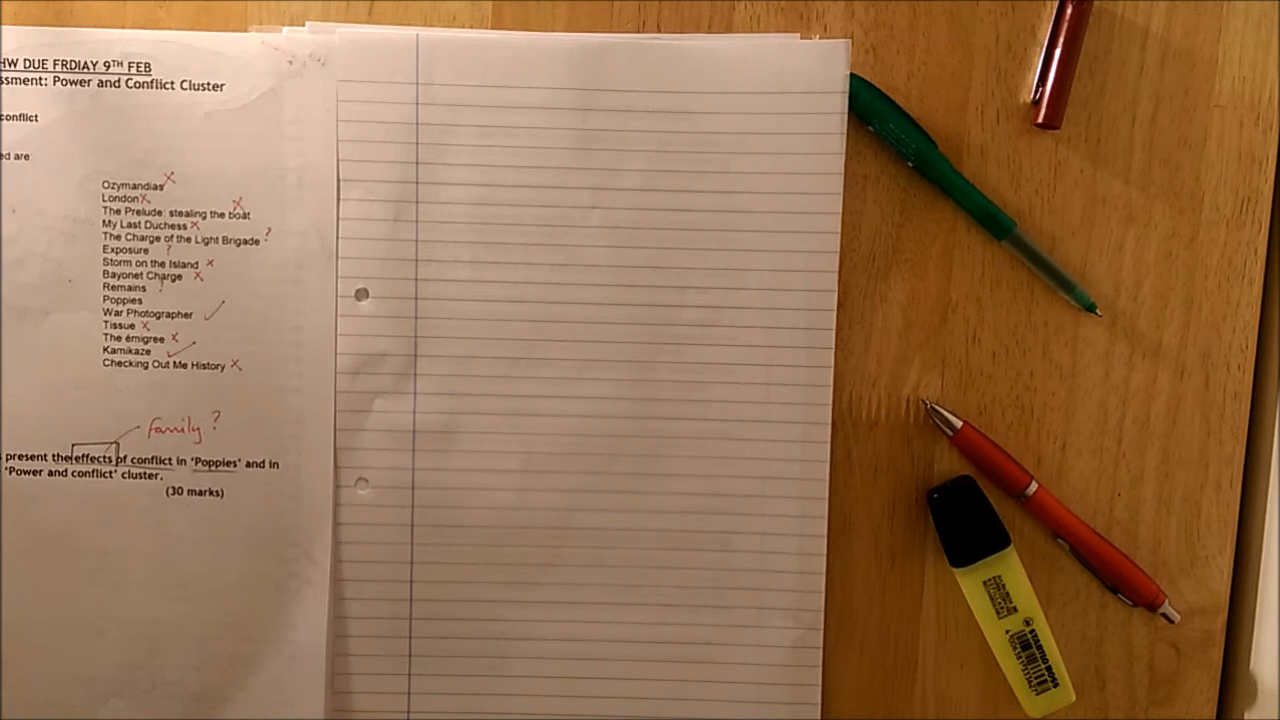 HW DUE FRDIAY 9TH FEB
ssment: Power and Conflict Cluster
conflict
ed are:
Ozymandias X
London X
The Prelude: stealing the boat X
My Last Duchess X
The Charge of the Light Brigade ?
Exposure ?
Storm on the Island X
Bayonet Charge X
Remains !
Poppies
War Photographer ✓
Tissue X
The émigree X
Kamikaze ✓
Checking Out Me History X
family ?
present the effects of conflict in ‘Poppies’ and in
‘Power and conflict’ cluster.
(30 marks)
STABILO BOSS